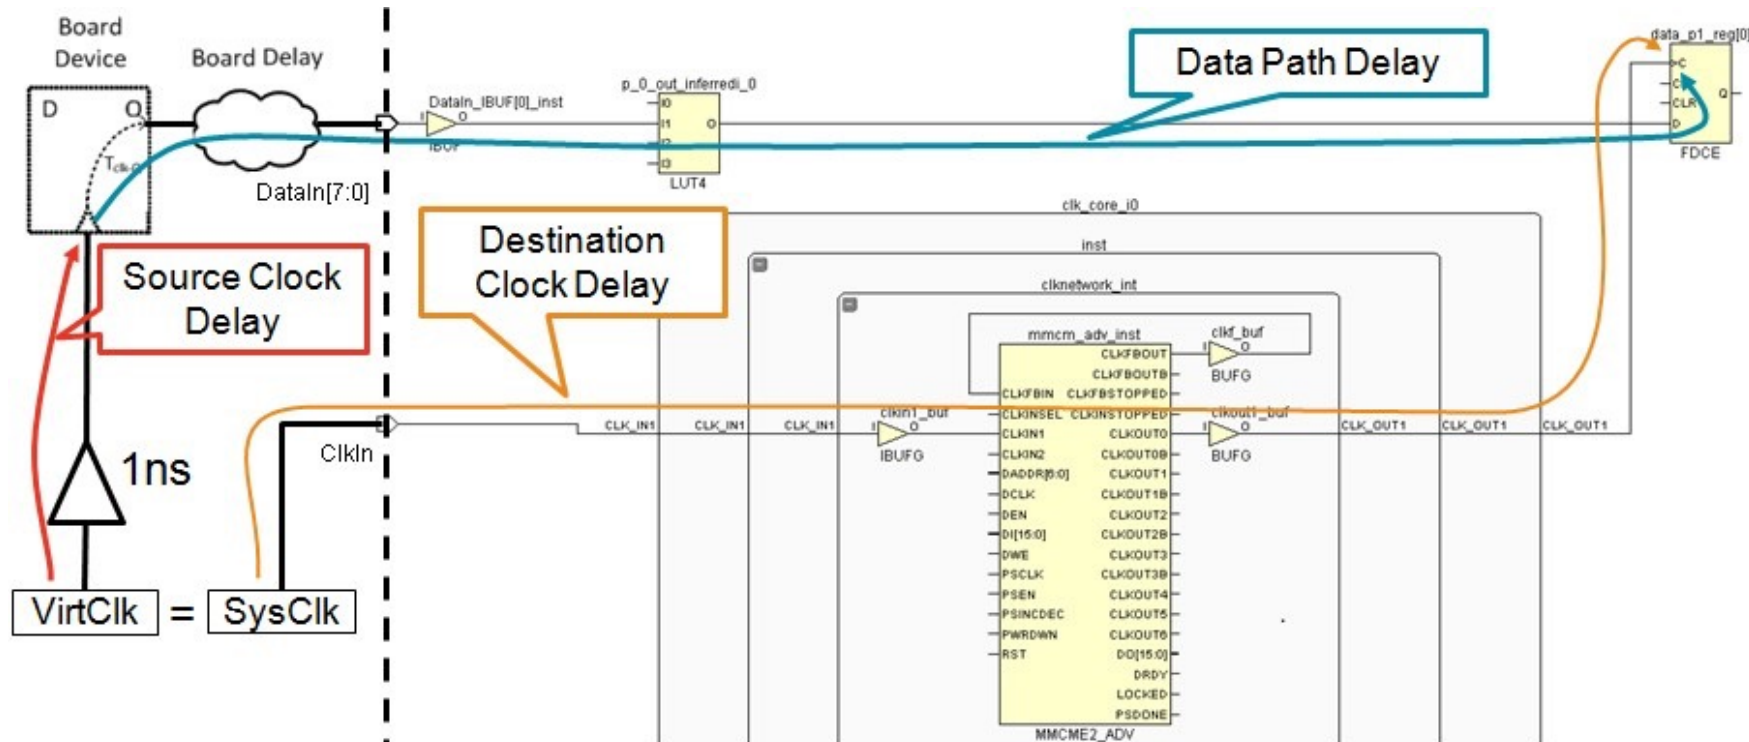 Board
Device
Board Delay
D
Q
DataIn[7:0]
DataIn_IBUF[0]_inst
I
O
IBUF
p_0_out_inferredi_0
I0
I1
I2
I3
O
LUT4
Data Path Delay
data_p1_reg[0]
C
CLR
D
Q
FDCE
Source Clock
Delay
Destination
Clock Delay
1ns
VirtClk = SysClk
ClkIn
clk_core_i0
inst
clknetwork_int
CLK_IN1
CLK_IN1
CLK_IN1
clkin1_buf
I
O
IBUFG
mmcm_adv_inst
CLKFBIN
CLKINSEL
CLKIN1
CLKIN2
DADDR[6:0]
DCLK
DEN
DI[15:0]
DWE
PSCLK
PSEN
PSINCDEC
PWRDWN
RST
CLKFBOUT
CLKFBOUTB
CLKFBSTOPPED
CLKINSTOPPED
CLKOUT0
CLKOUT0B
CLKOUT1
CLKOUT1B
CLKOUT2
CLKOUT2B
CLKOUT3
CLKOUT3B
CLKOUT4
CLKOUT5
CLKOUT6
DO[15:0]
DRDY
LOCKED
PSDONE
MMCME2_ADV
clkf_buf
I
O
BUFG
clkout1_buf
I
O
BUFG
CLK_OUT1
CLK_OUT1
CLK_OUT1